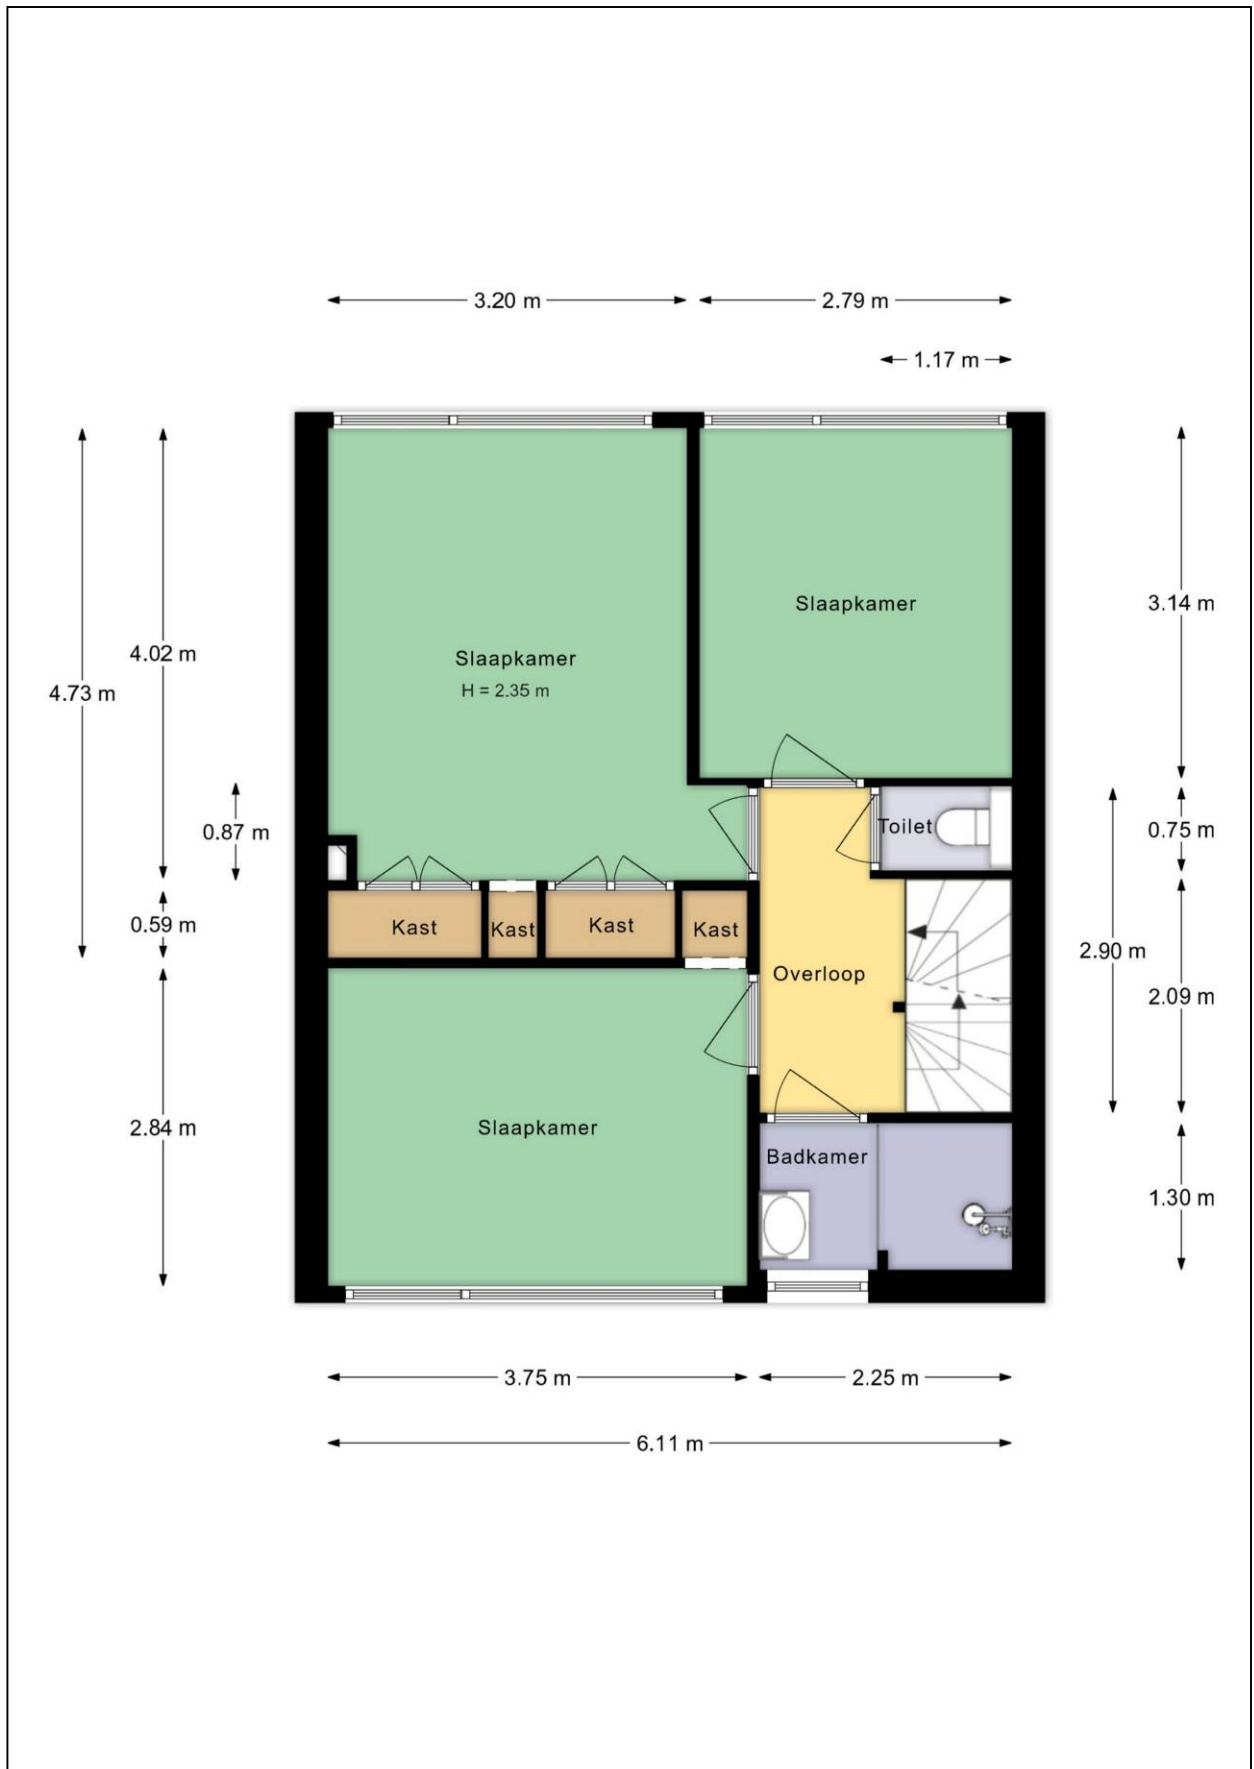 3.20 m
2.79 m
1.17 m
4.73 m
4.02 m
0.87 m
0.59 m
2.84 m
Slaapkamer
H = 2.35 m
Slaapkamer
Toilet
Kast
Kast
Kast
Kast
Overloop
Slaapkamer
Badkamer
3.14 m
0.75 m
2.90 m
2.09 m
1.30 m
3.75 m
2.25 m
6.11 m